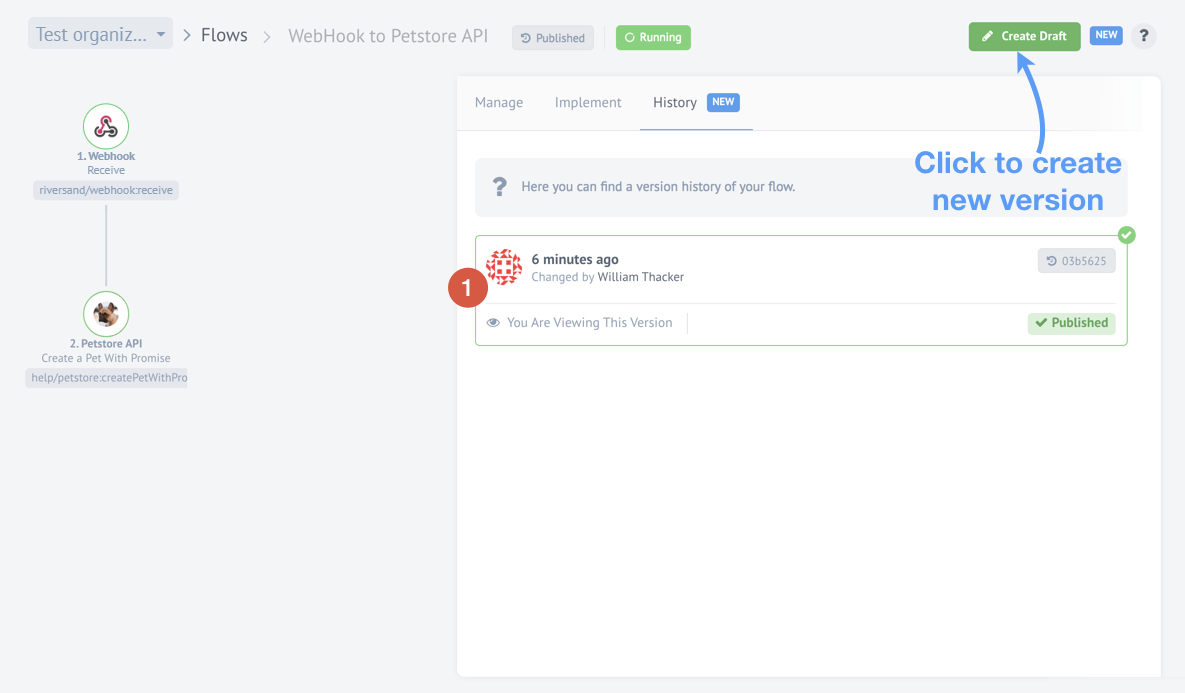 Test organiz... > Flows > WebHook to Petstore API Published Running Create Draft NEW ?
1. Webhook
Receive
riversand/webhook:receive
2. Petstore API
Create a Pet With Promise
help/petstore:createPetWithPro
Manage Implement History NEW
? Here you can find a version history of your flow.
Click to create
new version
1
6 minutes ago 03b5625
Changed by William Thacker
You Are Viewing This Version Published